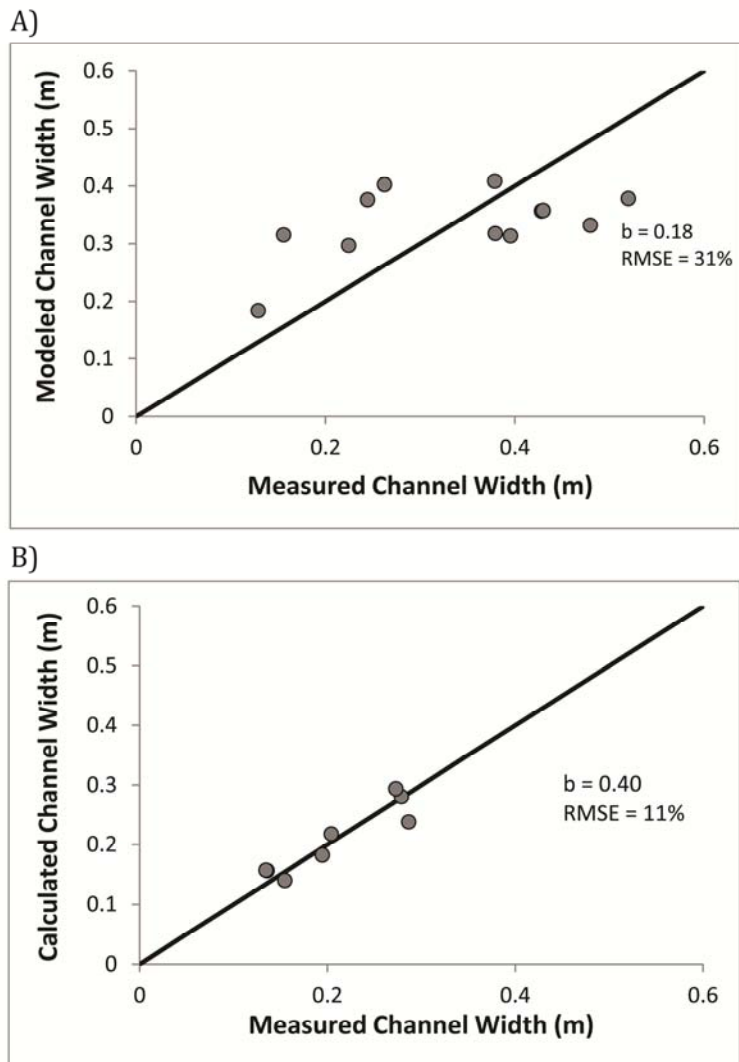 A)
0.6
0.5
0.4
0.3
0.2
0.1
0
Modeled Channel Width (m)
b = 0.18
RMSE = 31%
0 0.2 0.4 0.6
Measured Channel Width (m)
B)
0.6
0.5
0.4
0.3
0.2
0.1
0
Calculated Channel Width (m)
b = 0.40
RMSE = 11%
0 0.2 0.4 0.6
Measured Channel Width (m)